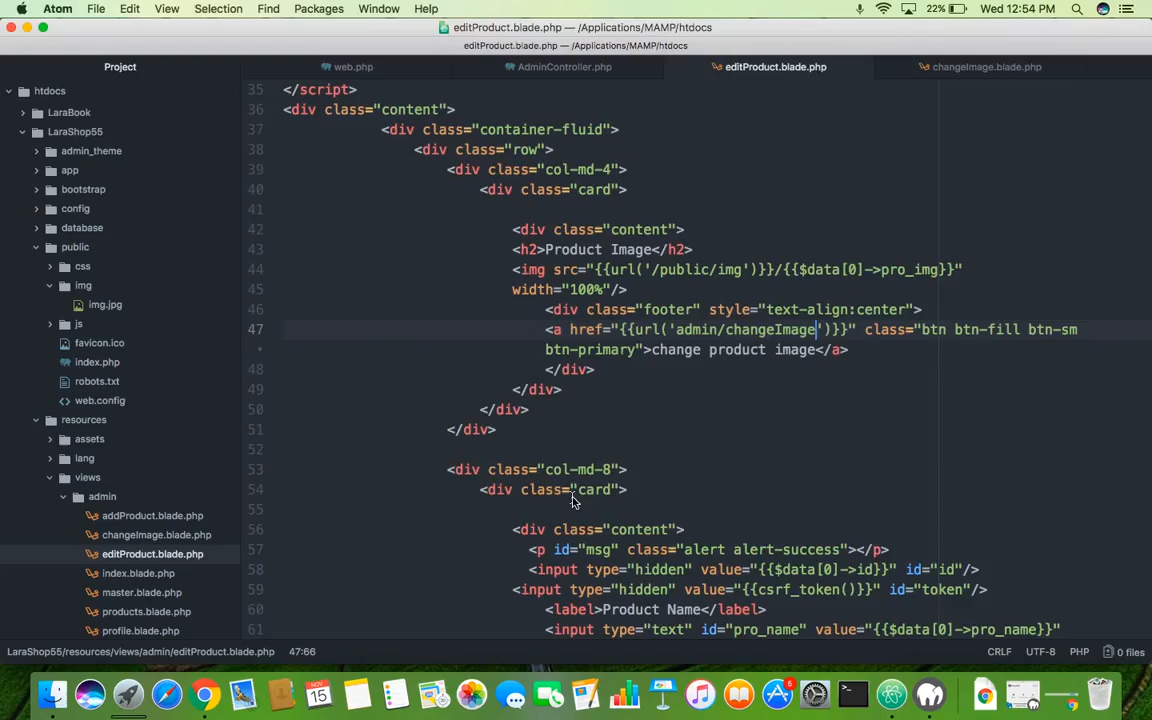 Atom File Edit View Selection Find Packages Window Help 22% Wed 12:54 PM
editProduct.blade.php — /Applications/MAMP/htdocs
editProduct.blade.php — /Applications/MAMP/htdocs
Project web.php AdminController.php editProduct.blade.php changeImage.blade.php
htdocs
LaraBook
LaraShop55
admin_theme
app
bootstrap
config
database
public
css
img
img.jpg
js
favicon.ico
index.php
robots.txt
web.config
resources
assets
lang
views
admin
addProduct.blade.php
changeImage.blade.php
editProduct.blade.php
index.blade.php
master.blade.php
products.blade.php
profile.blade.php
35 </script>
36 <div class="content">
37 <div class="container-fluid">
38 <div class="row">
39 <div class="col-md-4">
40 <div class="card">
41
42 <div class="content">
43 <h2>Product Image</h2>
44 <img src="{{url('/public/img')}}/{{$data[0]->pro_img}}"
45 width="100%"/>
46 <div class="footer" style="text-align:center">
47 <a href="{{url('admin/changeImage')}}" class="btn btn-fill btn-sm
• btn-primary">change product image</a>
48 </div>
49 </div>
50 </div>
51 </div>
52
53 <div class="col-md-8">
54 <div class="card">
55
56 <div class="content">
57 <p id="msg" class="alert alert-success"></p>
58 <input type="hidden" value="{{$data[0]->id}}" id="id"/>
59 <input type="hidden" value="{{csrf_token()}}" id="token"/>
60 <label>Product Name</label>
61 <input type="text" id="pro_name" value="{{$data[0]->pro_name}}"
LaraShop55/resources/views/admin/editProduct.blade.php 47:66 CRLF UTF-8 PHP 0 files
NOV
15
6